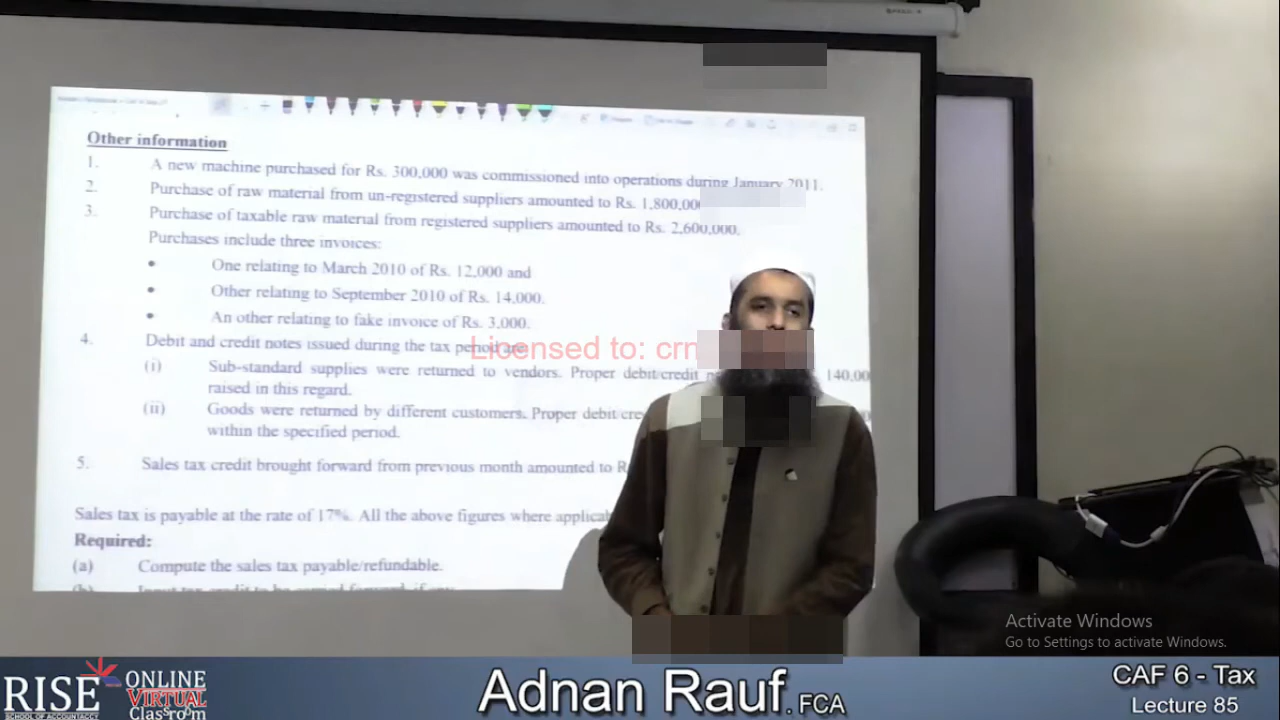 Other information
1. A new machine purchased for Rs. 300,000 was commissioned into operations during January 2011.
2. Purchase of raw material from un-registered suppliers amounted to Rs. 1,800,00
3. Purchase of taxable raw material from registered suppliers amounted to Rs. 2,600,000.
Purchases include three invoices:
• One relating to March 2010 of Rs. 12,000 and
• Other relating to September 2010 of Rs. 14,000.
• An other relating to fake invoice of Rs. 3,000.
4. Debit and credit notes issued during the tax period are
Licensed to: crn
(i) Sub-standard supplies were returned to vendors. Proper debit/credit 140,00
raised in this regard.
(ii) Goods were returned by different customers. Proper debit/cre
within the specified period.
5. Sales tax credit brought forward from previous month amounted to R
Sales tax is payable at the rate of 17%. All the above figures where applicab
Required:
(a) Compute the sales tax payable/refundable.
Activate Windows
Go to Settings to activate Windows.
RISE
SCHOOL OF ACCOUNTANCY
ONLINE
VIRTUAL
Classroom
Adnan Rauf. FCA
CAF 6 - Tax
Lecture 85